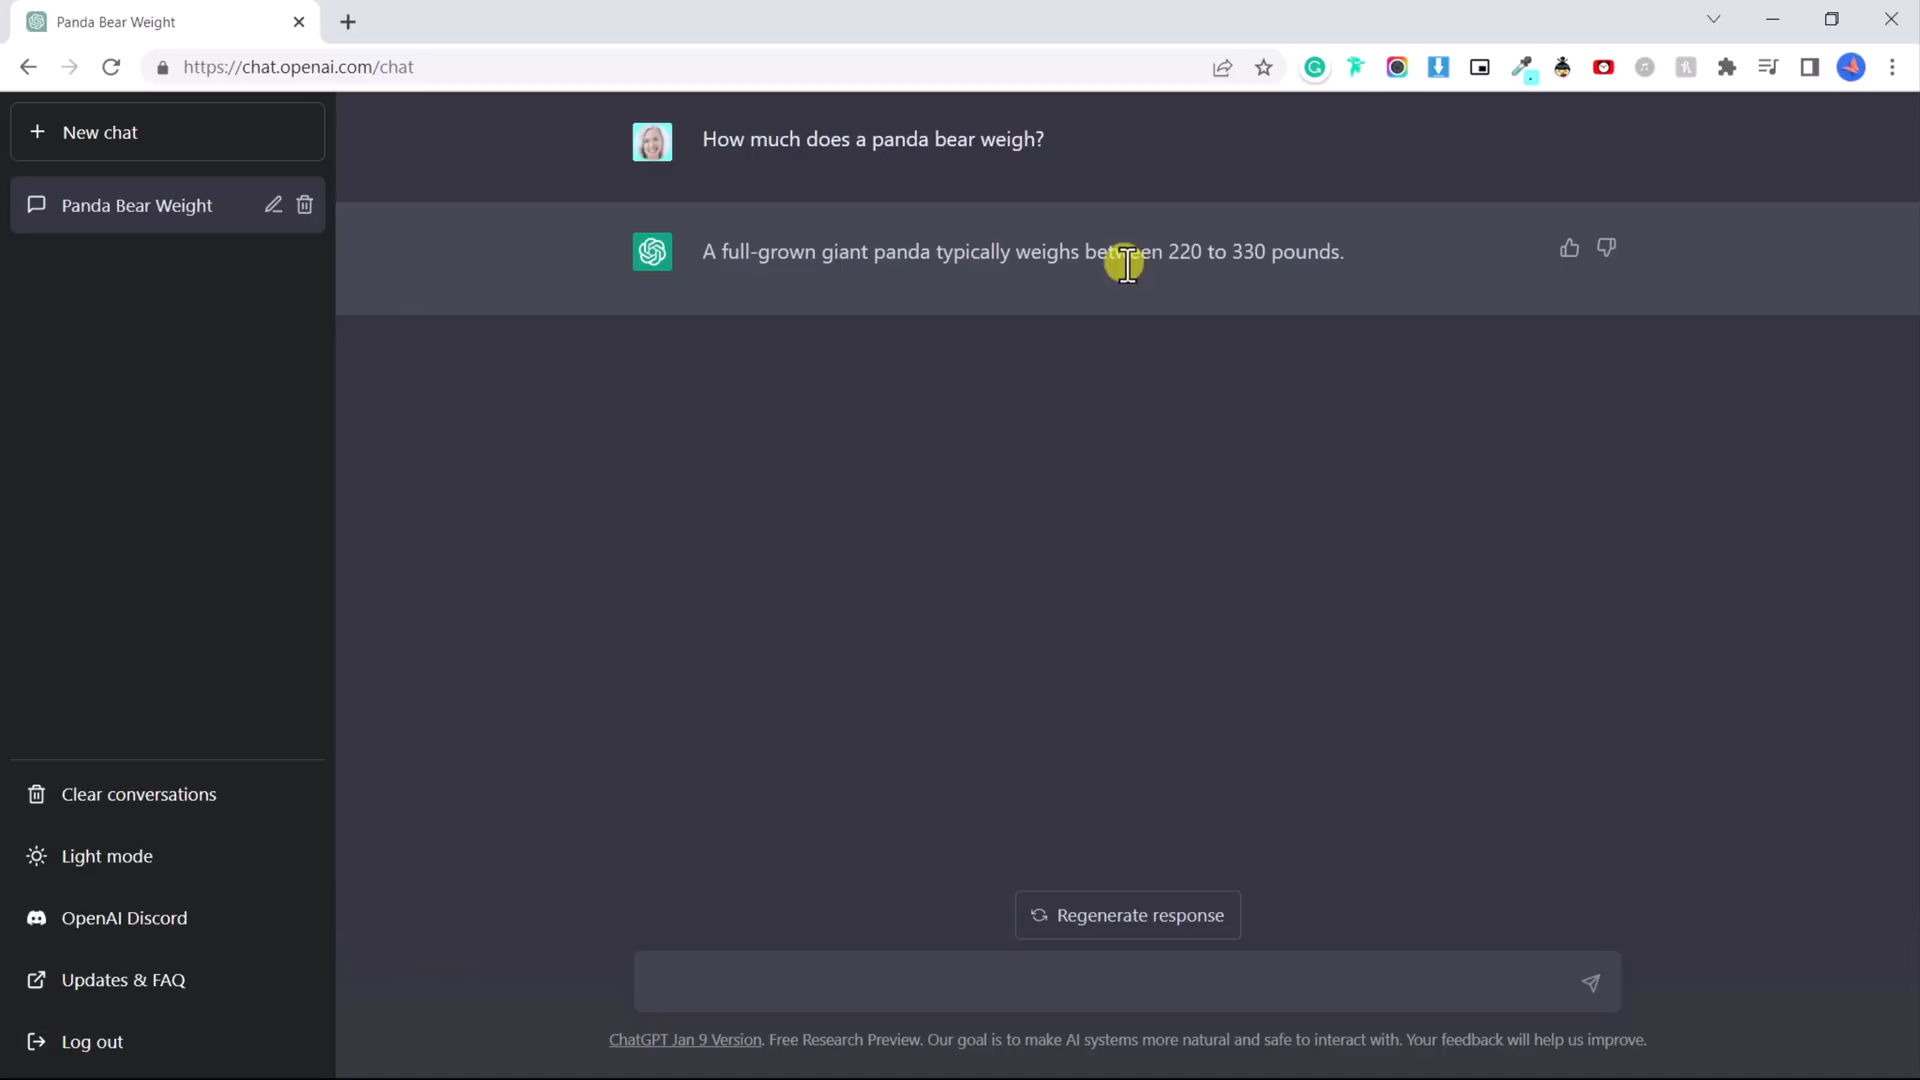 Panda Bear Weight
https://chat.openai.com/chat
New chat
Panda Bear Weight
How much does a panda bear weigh?
A full-grown giant panda typically weighs between 220 to 330 pounds.
Clear conversations
Light mode
OpenAI Discord
Updates & FAQ
Log out
Regenerate response
ChatGPT Jan 9 Version. Free Research Preview. Our goal is to make AI systems more natural and safe to interact with. Your feedback will help us improve.